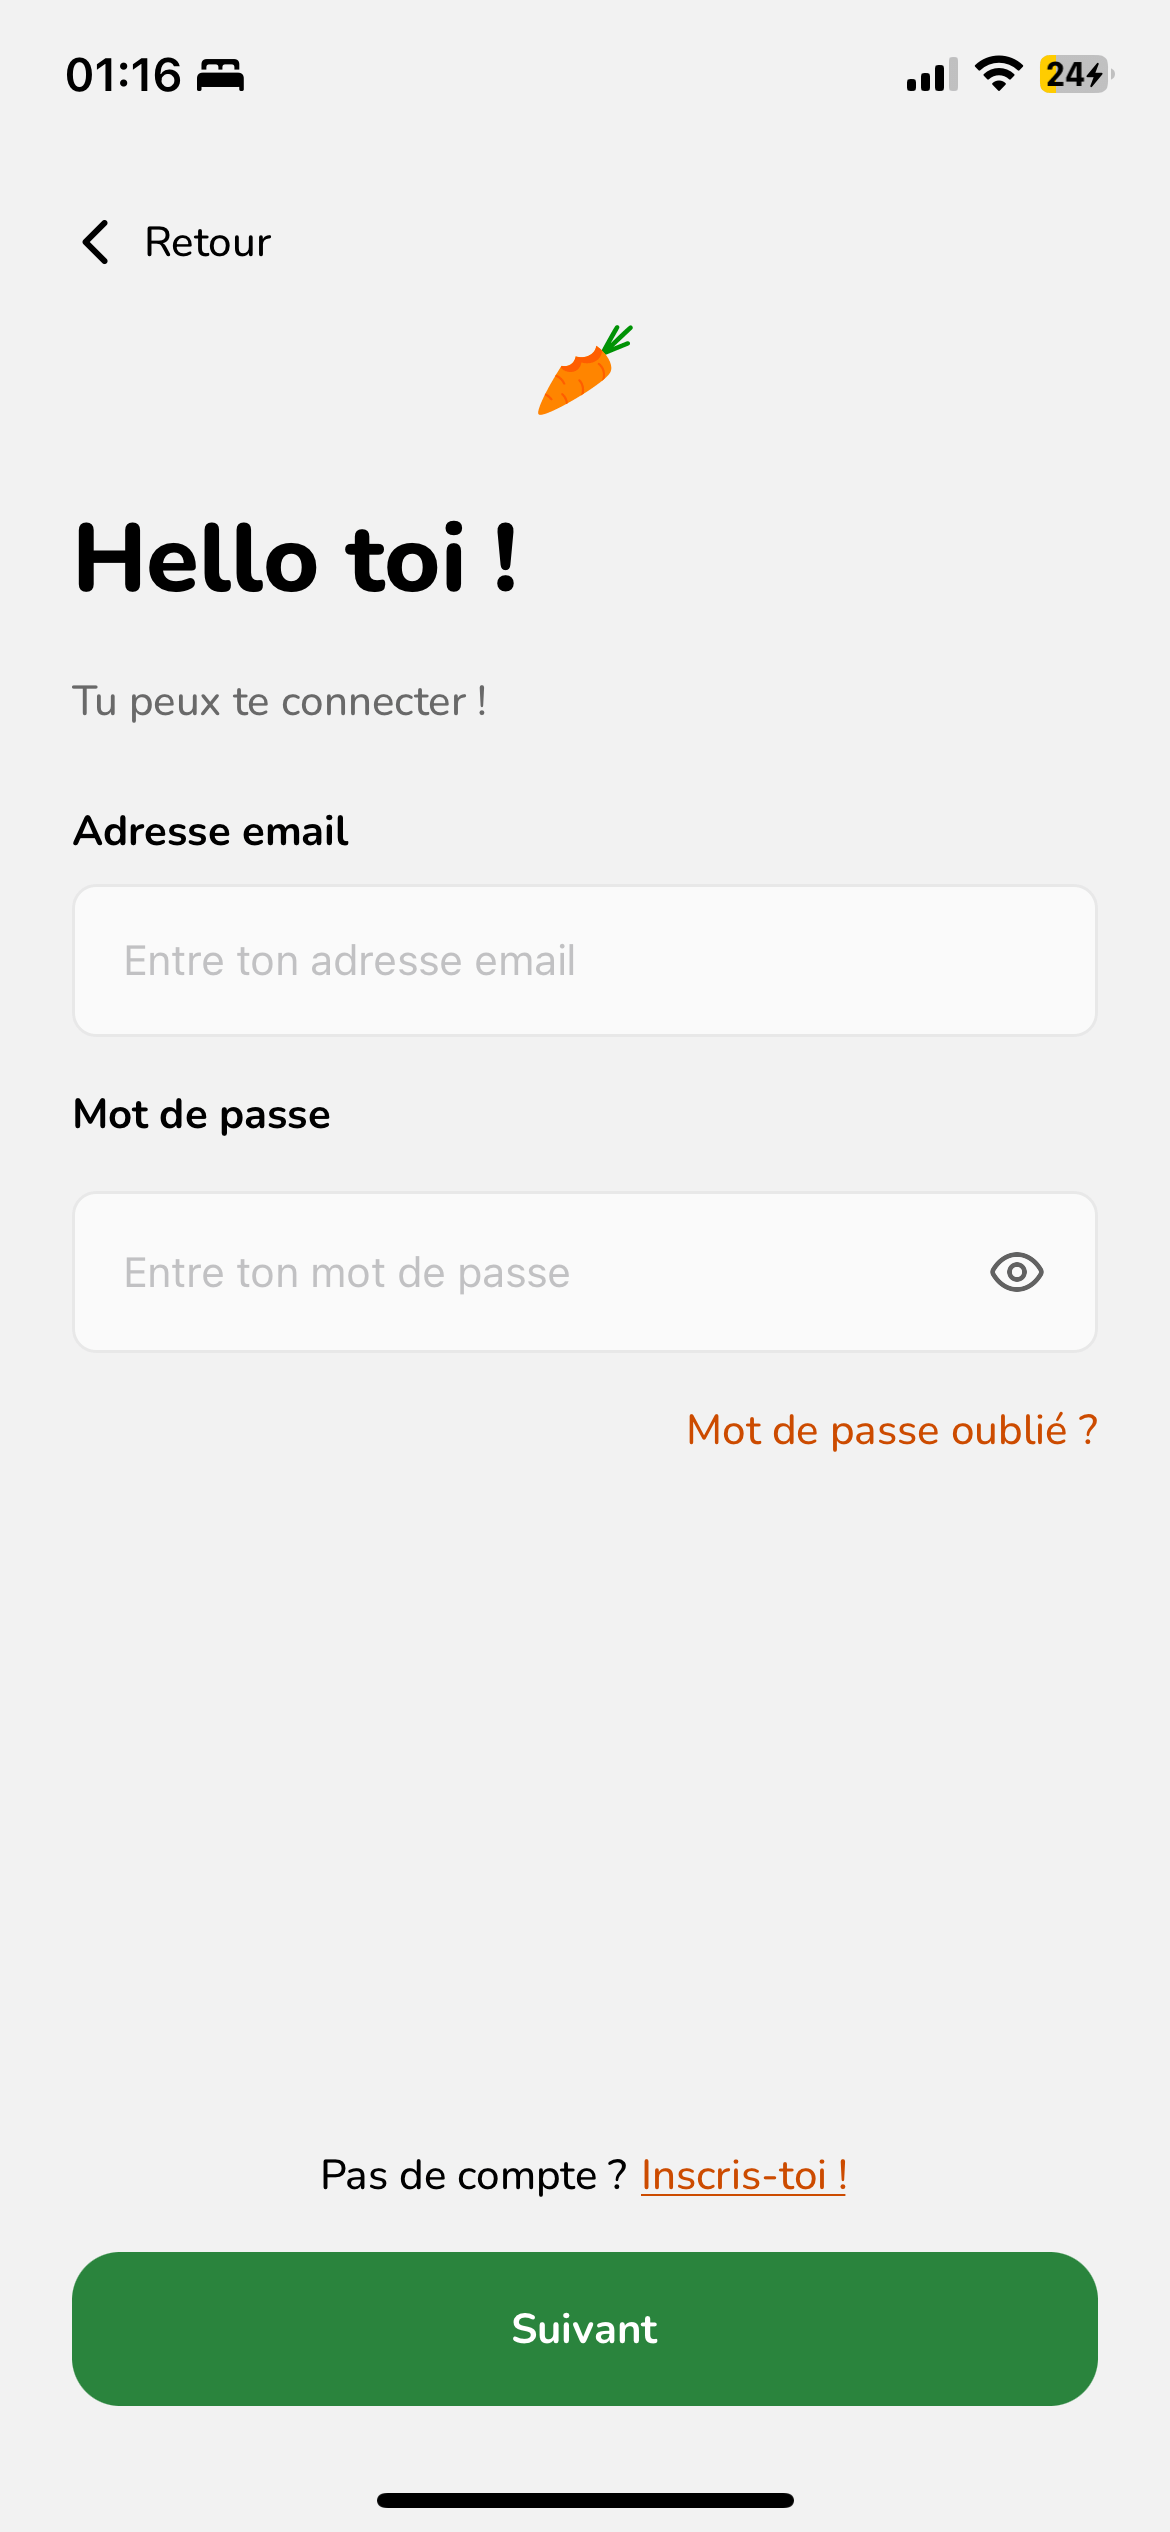 01:16
24
Retour
Hello toi !
Tu peux te connecter !
Adresse email
Entre ton adresse email
Mot de passe
Entre ton mot de passe
Mot de passe oublié ?
Pas de compte ? Inscris-toi !
Suivant